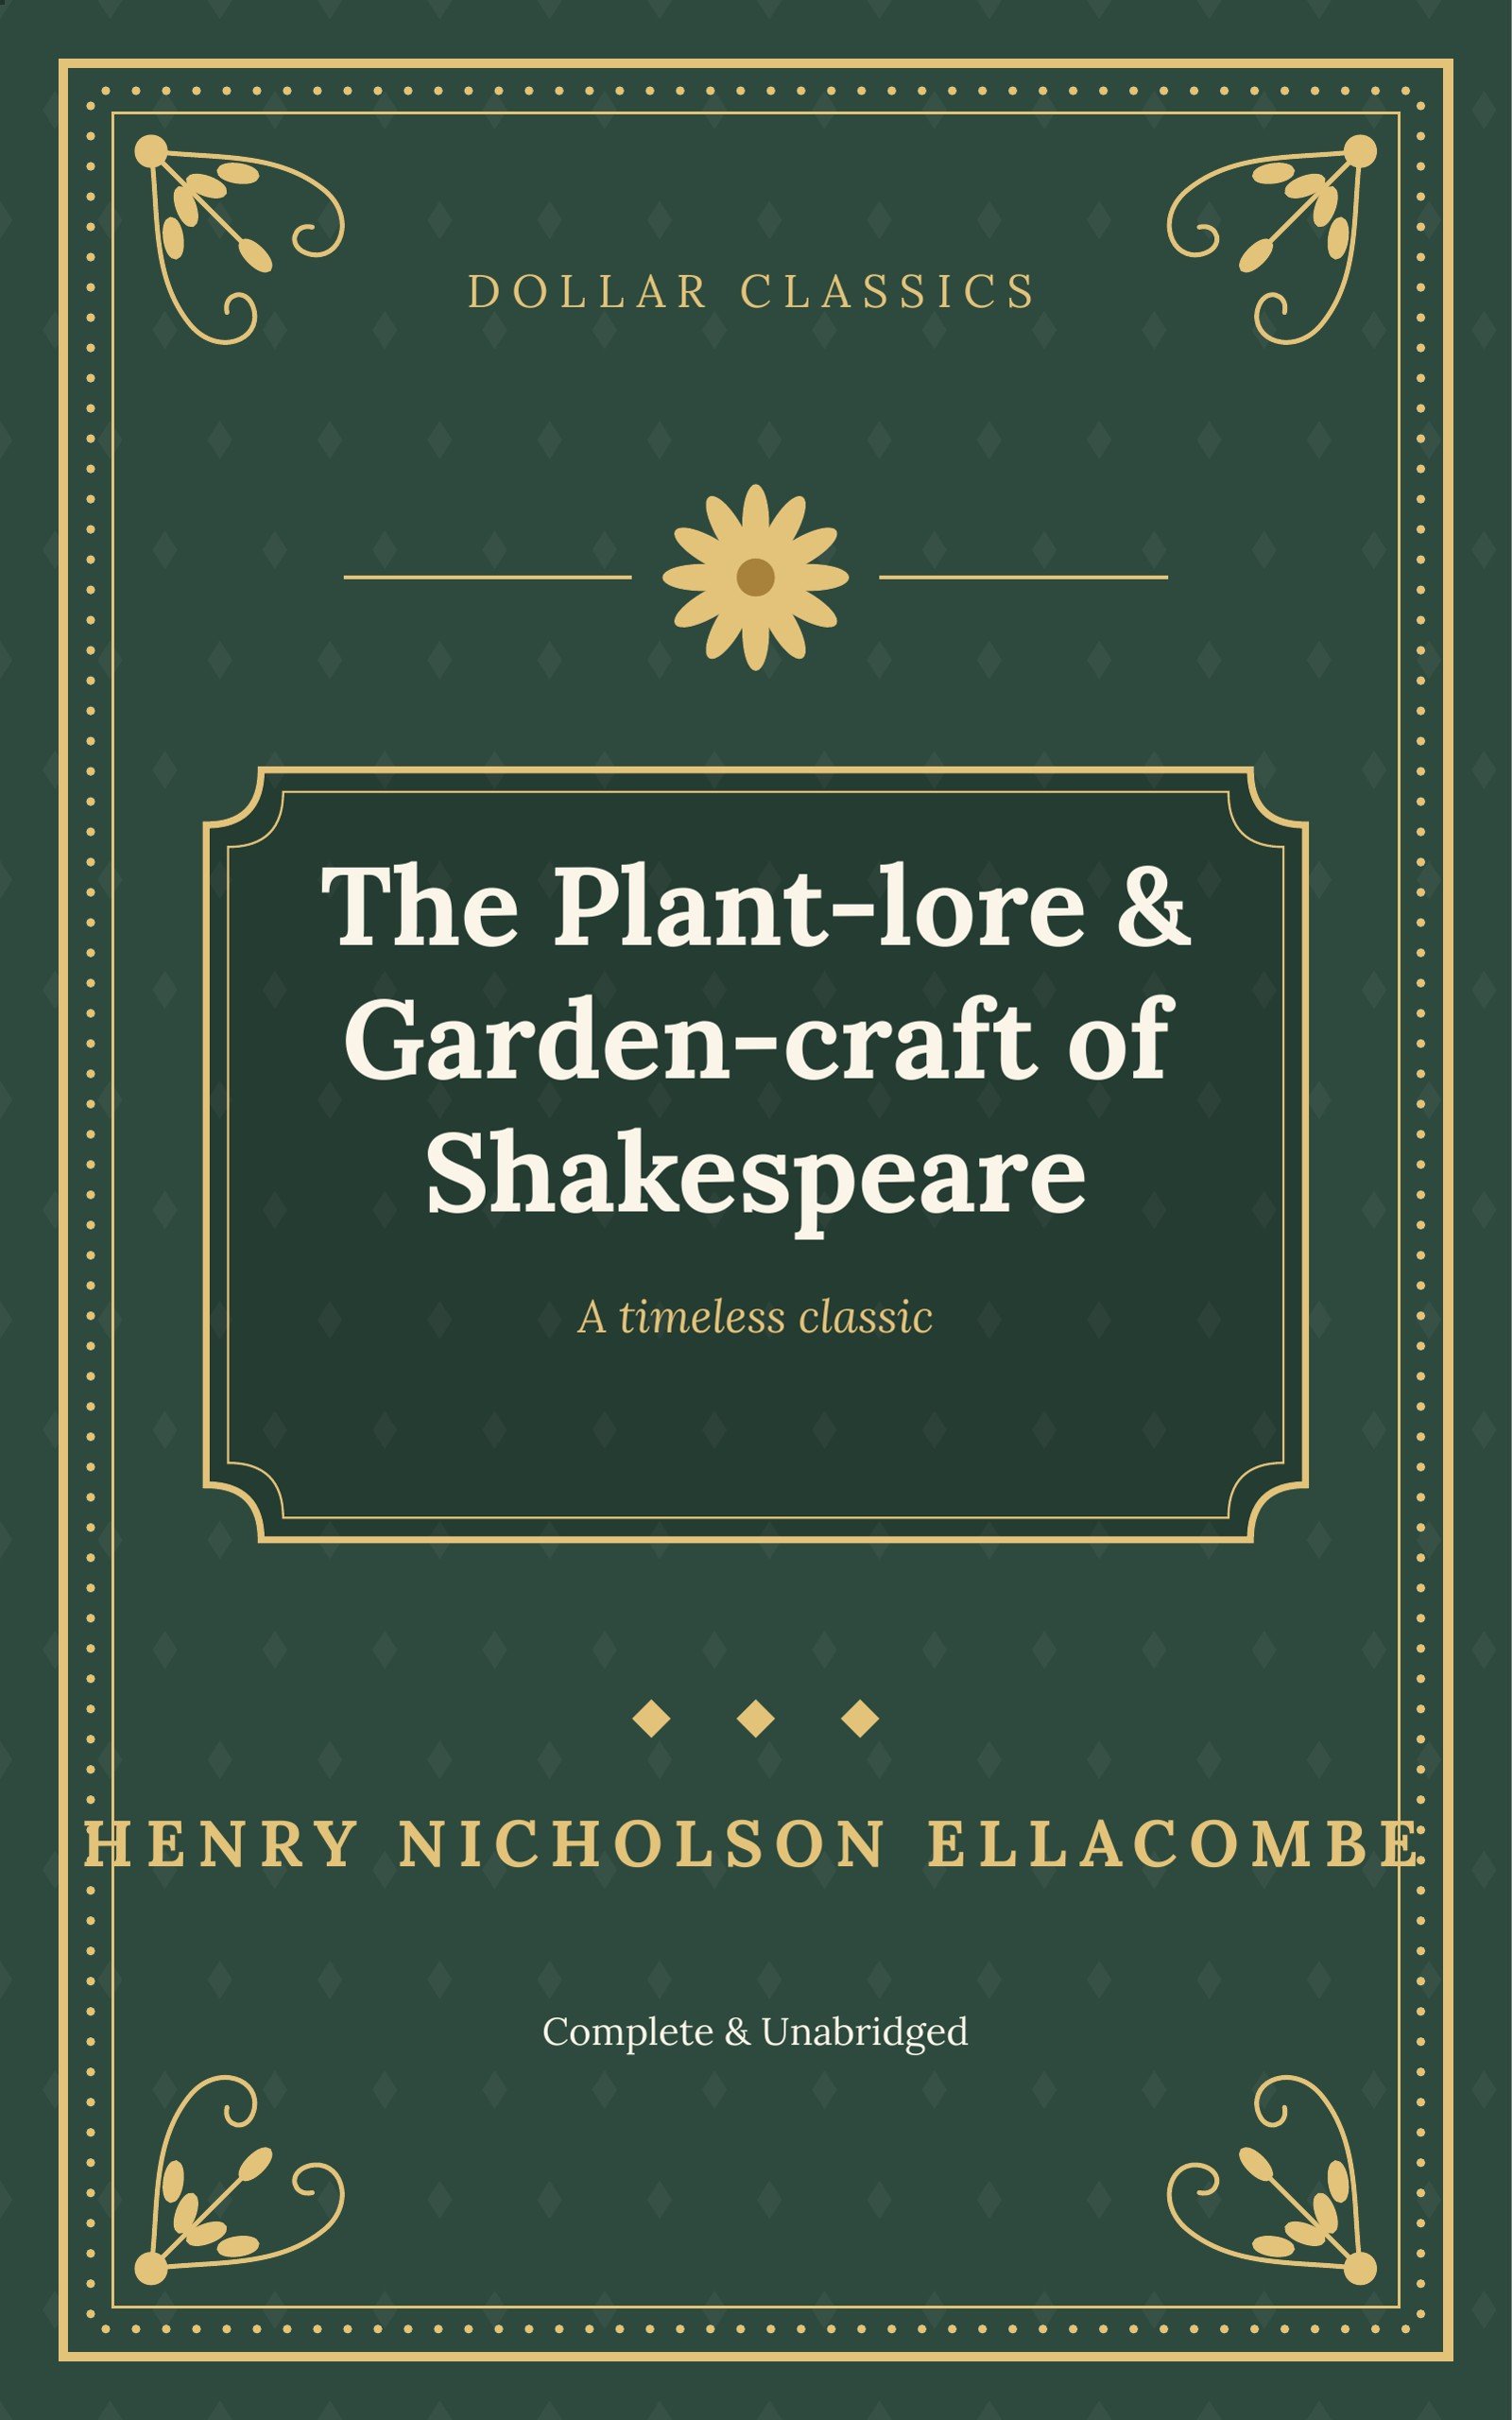 DOLLAR CLASSICS
The Plant-lore &
Garden-craft of
Shakespeare
A timeless classic
HENRY NICHOLSON ELLACOMBE
Complete & Unabridged